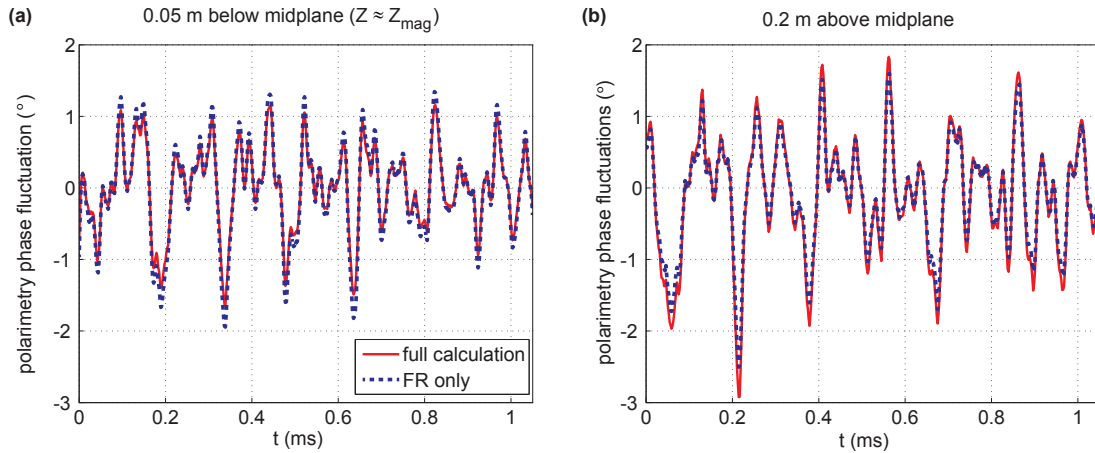 (a)
0.05 m below midplane (Z ≈ Zmag)
polarimetry phase fluctuation (°)
2
1
0
-1
-2
-3
0
0.2
0.4
0.6
0.8
1
t (ms)
full calculation
FR only
(b)
0.2 m above midplane
polarimetry phase fluctuations (°)
2
1
0
-1
-2
-3
0
0.2
0.4
0.6
0.8
1
t (ms)